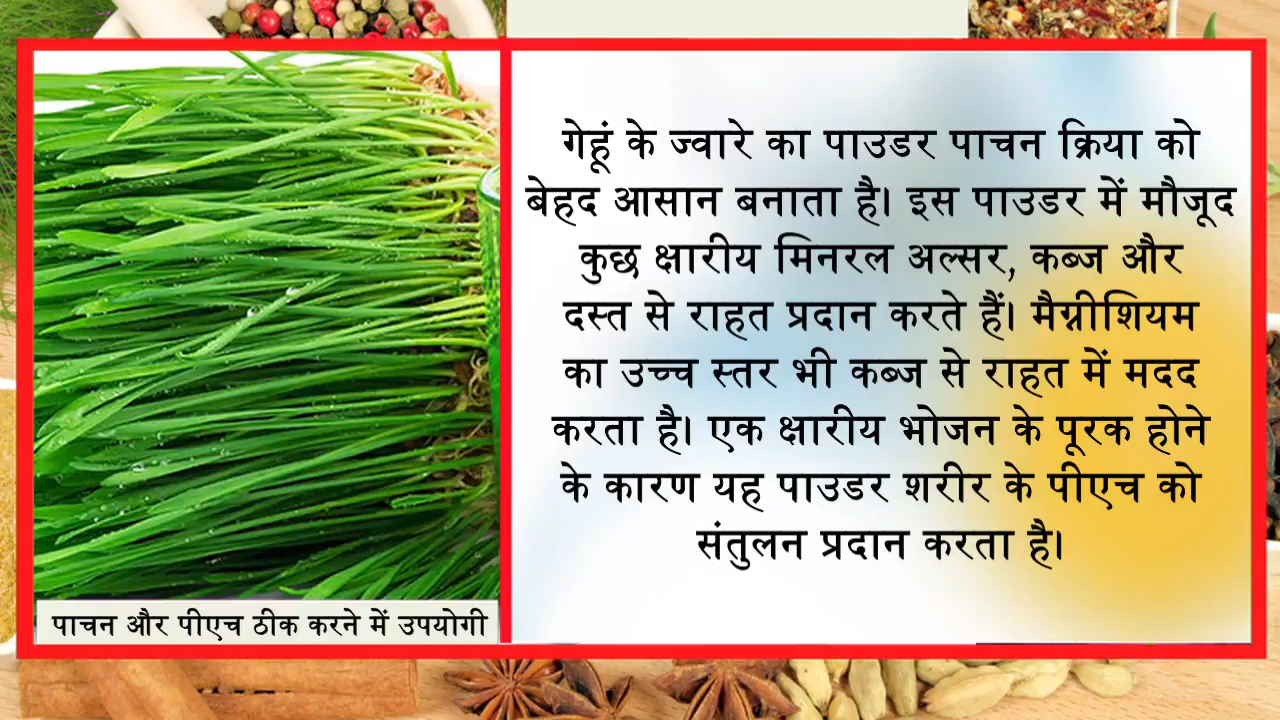 गेहूं के ज्वारे का पाउडर पाचन क्रिया को
बेहद आसान बनाता है। इस पाउडर में मौजूद
कुछ क्षारीय मिनरल अल्सर, कब्ज और
दस्त से राहत प्रदान करते हैं। मैग्नीशियम
का उच्च स्तर भी कब्ज से राहत में मदद
करता है। एक क्षारीय भोजन के पूरक होने
के कारण यह पाउडर शरीर के पीएच को
संतुलन प्रदान करता है।
पाचन और पीएच ठीक करने में उपयोगी